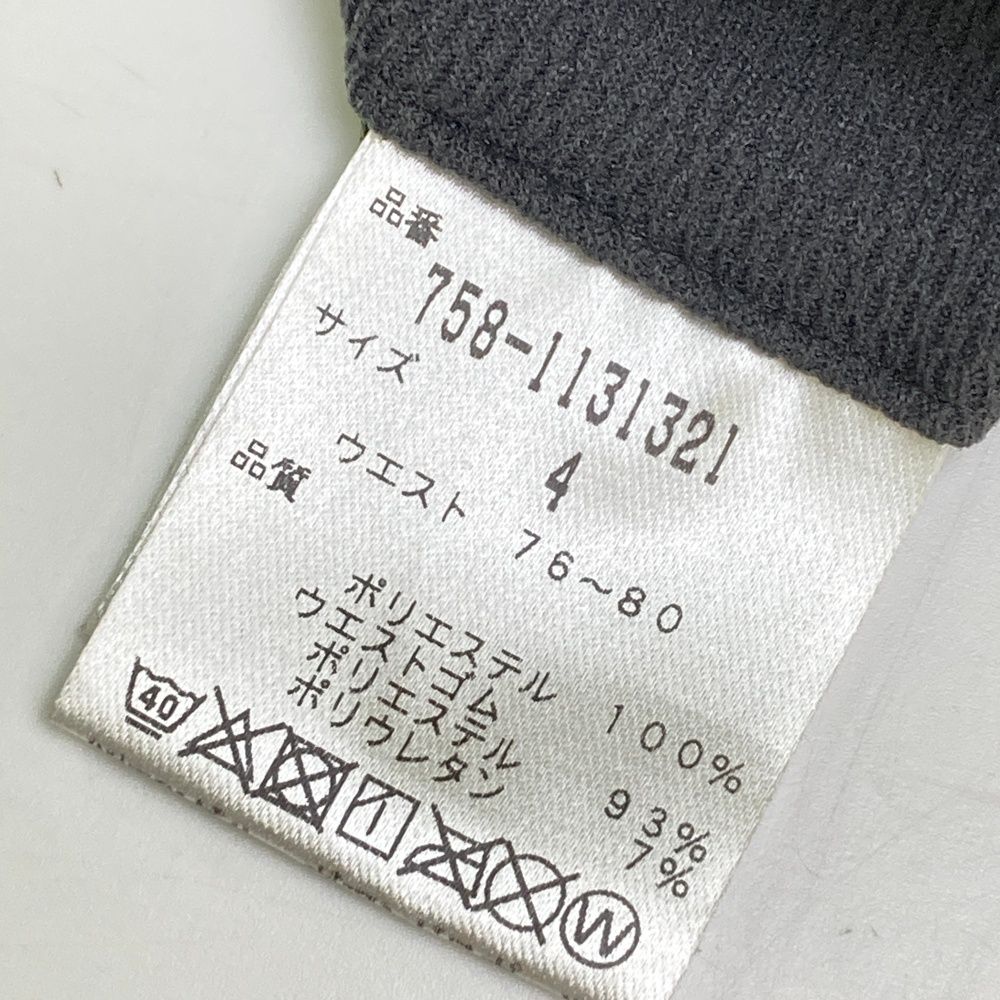 品番
758-1131321
サイズ
4
ウエスト 76～80
品質
ポリエステル 100%
ウエストゴム
ポリエステル 93%
ポリウレタン 7%
40
W